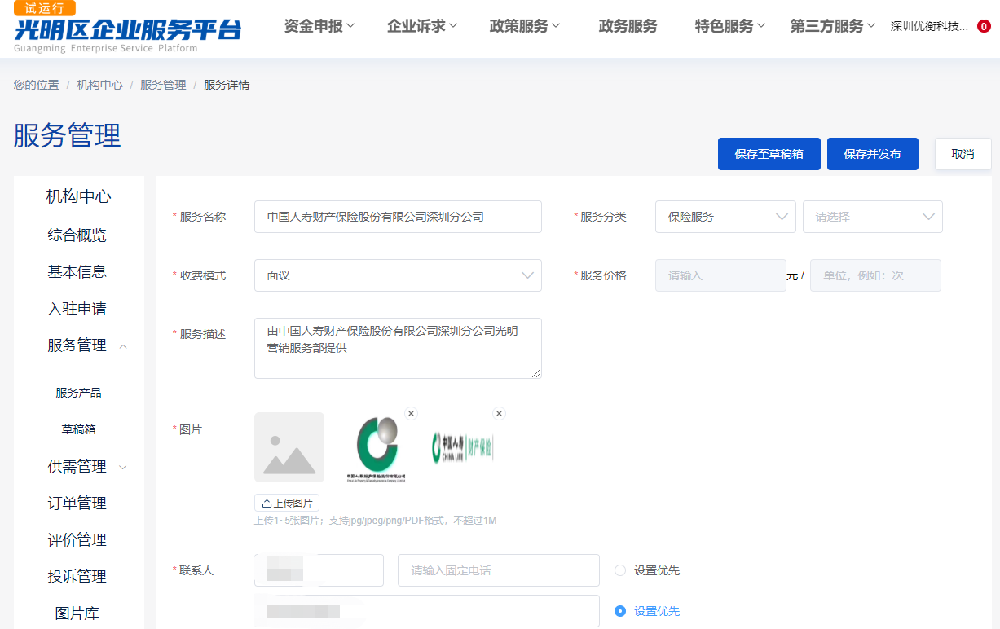 试运行
光明区企业服务平台
Guangming Enterprise Service Platform
资金申报 企业诉求 政策服务 政务服务 特色服务 第三方服务 深圳优衡科技... 0
您的位置 / 机构中心 / 服务管理 / 服务详情
服务管理
保存至草稿箱 保存并发布 取消
机构中心
综合概览
基本信息
入驻申请
服务管理
服务产品
草稿箱
供需管理
订单管理
评价管理
投诉管理
图片库
* 服务名称 中国人寿财产保险股份有限公司深圳分公司 * 服务分类 保险服务 请选择
* 收费模式 面议 * 服务价格 请输入 元 / 单位，例如：次
* 服务描述 由中国人寿财产保险股份有限公司深圳分公司光明
营销服务部提供
* 图片
中国人寿财产保险股份有限公司
中国人寿 财产保险
CHINA LIFE
上传图片
上传1~5张图片；支持jpg/jpeg/png/PDF格式，不超过1M
* 联系人 请输入固定电话 设置优先
设置优先